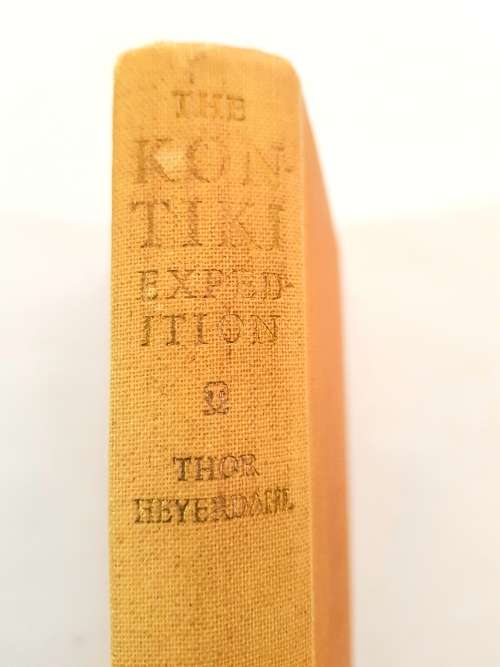 THE
KON-
TIKI
EXPED-
ITION
THOR
HEYERDAHL